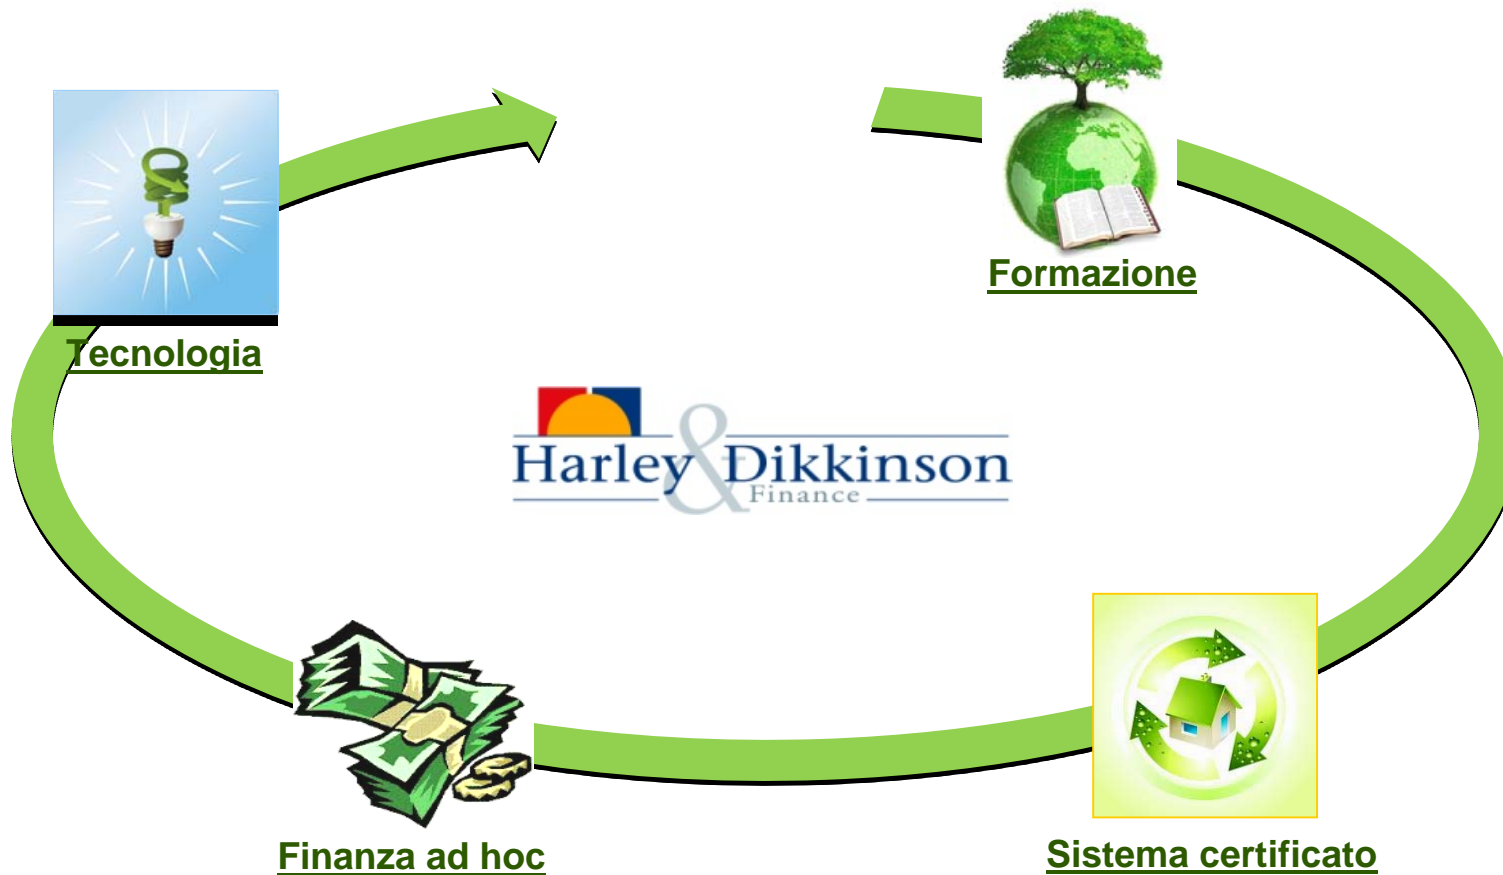 Formazione
Tecnologia
Harley & Dikkinson
Finance
Finanza ad hoc
Sistema certificato